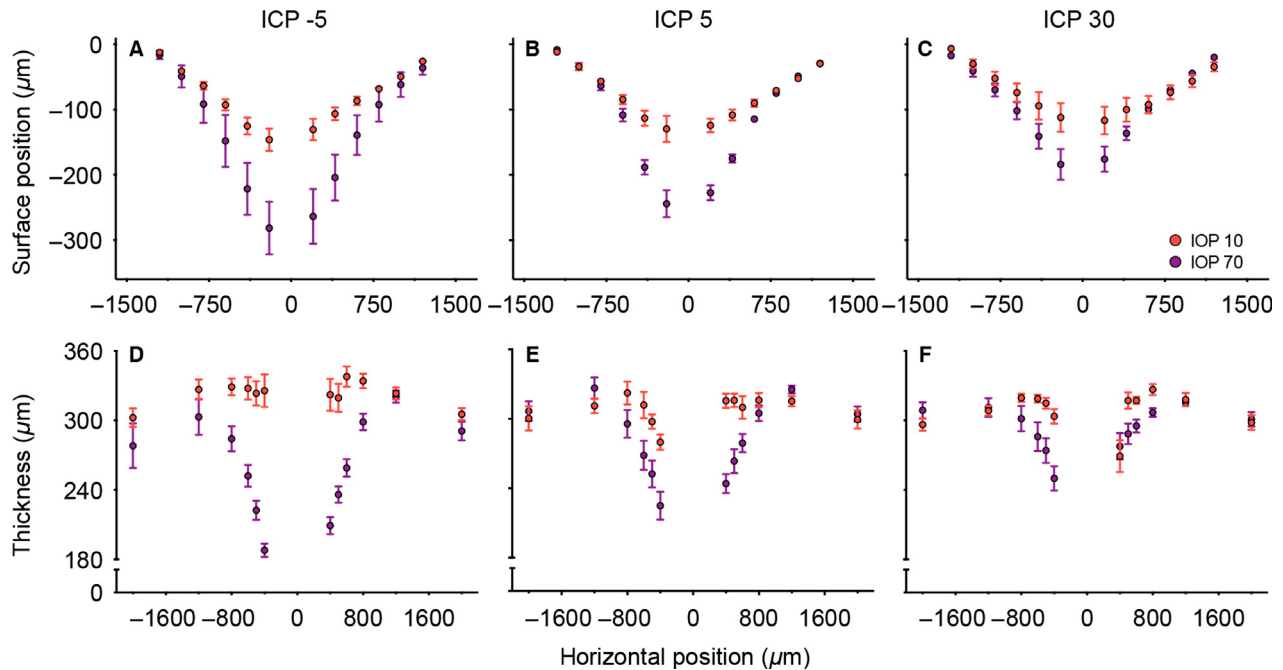 ICP -5 ICP 5 ICP 30
A B C
Surface position (µm)
0
−100
−200
−300
IOP 10
IOP 70
−1500 −750 0 750 1500 −1500 −750 0 750 1500 −1500 −750 0 750 1500
D E F
Thickness (µm)
360
300
240
180
0
−1600 −800 0 800 1600 −1600 −800 0 800 1600 −1600 −800 0 800 1600
Horizontal position (µm)